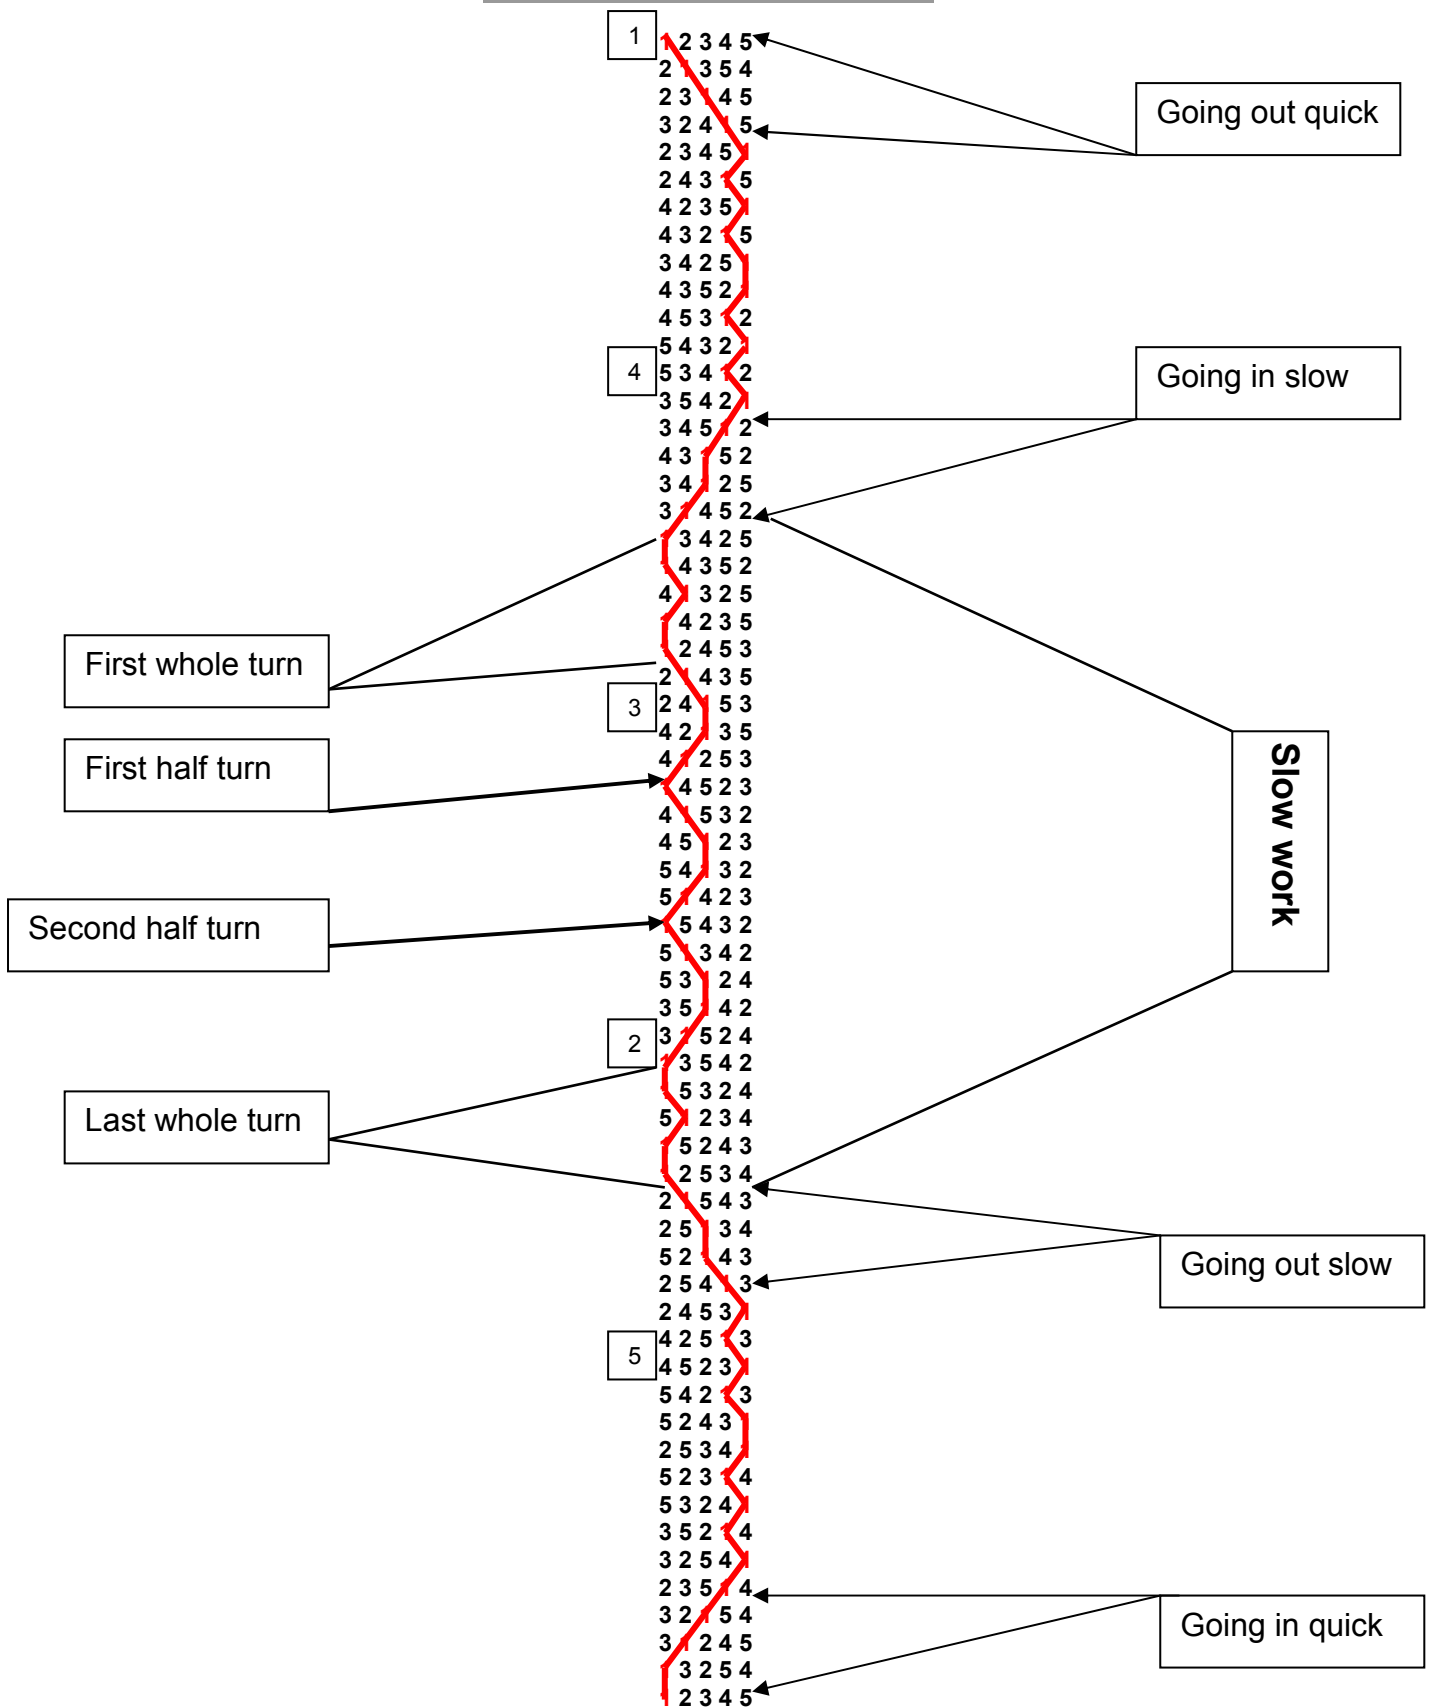 1
1 2 3 4 5
2 1 3 5 4
2 3 1 4 5
Going out quick
3 2 4 1 5
2 3 4 5 1
2 4 3 1 5
4 2 3 5 1
4 3 2 1 5
3 4 2 5 1
4 3 5 2 1
4 5 3 1 2
5 4 3 2 1
4
5 3 4 1 2
Going in slow
3 5 4 2 1
3 4 5 1 2
4 3 1 5 2
3 4 1 2 5
3 1 4 5 2
1 3 4 2 5
1 4 3 5 2
4 1 3 2 5
1 4 2 3 5
1 2 4 5 3
First whole turn
2 1 4 3 5
3
2 4 1 5 3
4 2 1 3 5
4 1 2 5 3
First half turn
1 4 5 2 3
4 1 5 3 2
Slow work
4 5 1 2 3
5 4 1 3 2
5 1 4 2 3
1 5 4 3 2
Second half turn
5 1 3 4 2
5 3 1 2 4
3 5 1 4 2
3 1 5 2 4
2
1 3 5 4 2
1 5 3 2 4
5 1 2 3 4
Last whole turn
1 5 2 4 3
1 2 5 3 4
2 1 5 4 3
2 5 1 3 4
5 2 1 4 3
Going out slow
2 5 4 1 3
2 4 5 3 1
4 2 5 1 3
5
4 5 2 3 1
5 4 2 1 3
5 2 4 3 1
2 5 3 4 1
5 2 3 1 4
5 3 2 4 1
3 5 2 1 4
3 2 5 4 1
2 3 5 1 4
3 2 1 5 4
Going in quick
3 1 2 4 5
1 3 2 5 4
1 2 3 4 5